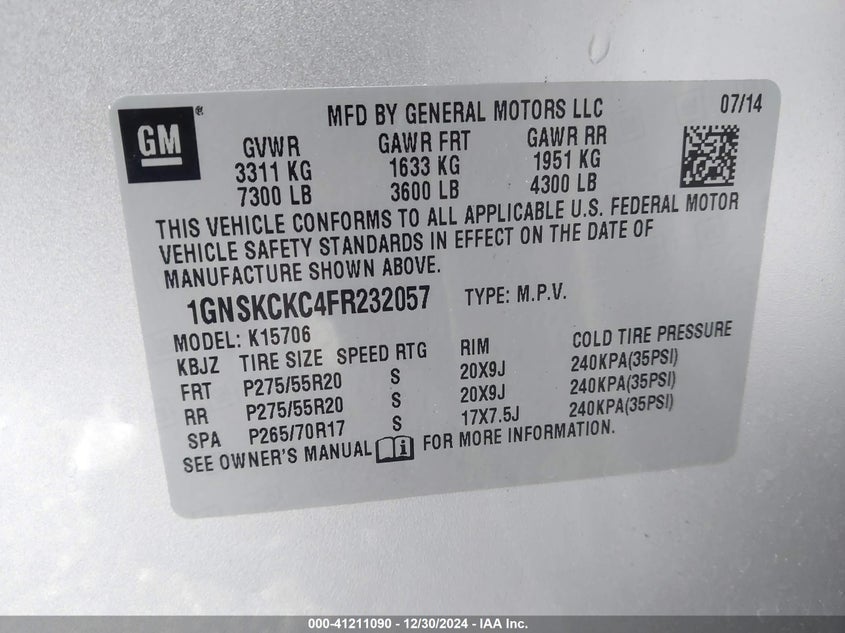 GM®
MFD BY GENERAL MOTORS LLC 07/14
GVWR GAWR FRT GAWR RR
3311 KG 1633 KG 1951 KG
7300 LB 3600 LB 4300 LB
THIS VEHICLE CONFORMS TO ALL APPLICABLE U.S. FEDERAL MOTOR
VEHICLE SAFETY STANDARDS IN EFFECT ON THE DATE OF
MANUFACTURE SHOWN ABOVE.
1GNSKCKC4FR232057 TYPE: M.P.V.
MODEL: K15706
KBJZ TIRE SIZE SPEED RTG RIM COLD TIRE PRESSURE
FRT P275/55R20 S 20X9J 240KPA(35PSI)
RR P275/55R20 S 20X9J 240KPA(35PSI)
SPA P265/70R17 S 17X7.5J 240KPA(35PSI)
SEE OWNER'S MANUAL i FOR MORE INFORMATION.
000-41211090 - 12/30/2024 - IAA Inc.